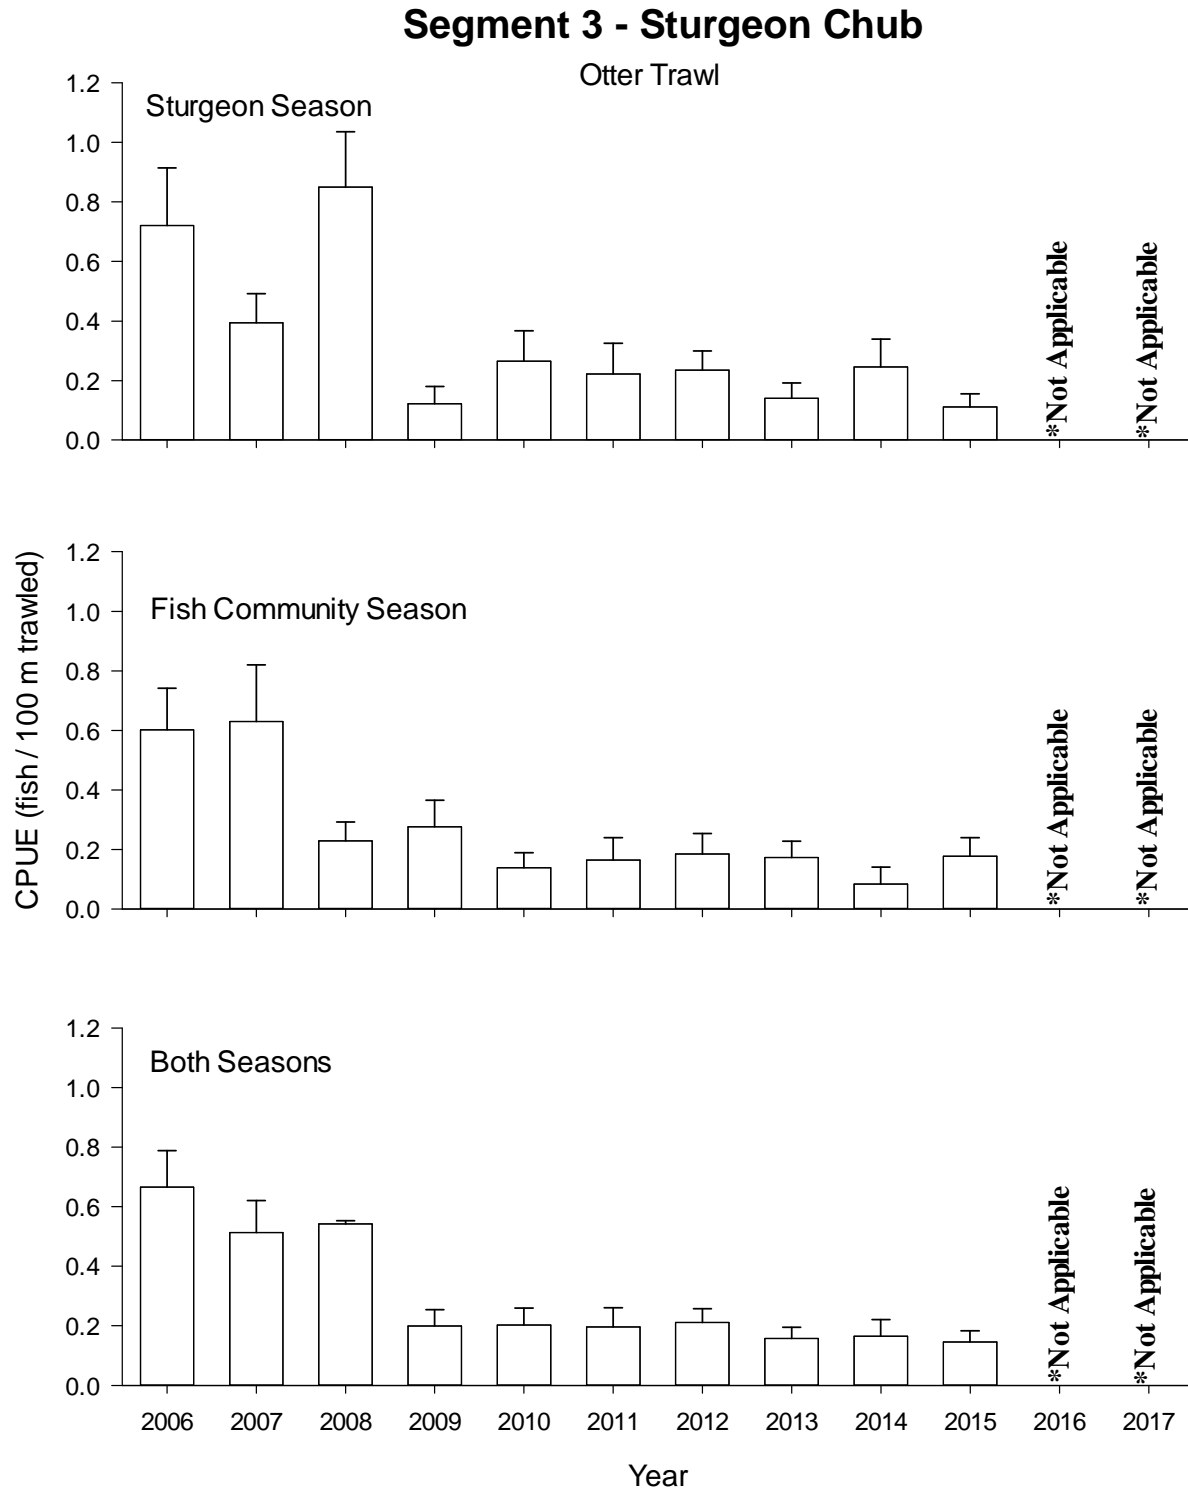 Segment 3 - Sturgeon Chub
Otter Trawl
Sturgeon Season
1.2
1.0
0.8
0.6
0.4
0.2
0.0
*Not Applicable
*Not Applicable
CPUE (fish / 100 m trawled)
Fish Community Season
1.2
1.0
0.8
0.6
0.4
0.2
0.0
*Not Applicable
*Not Applicable
Both Seasons
1.2
1.0
0.8
0.6
0.4
0.2
0.0
*Not Applicable
*Not Applicable
2006 2007 2008 2009 2010 2011 2012 2013 2014 2015 2016 2017
Year